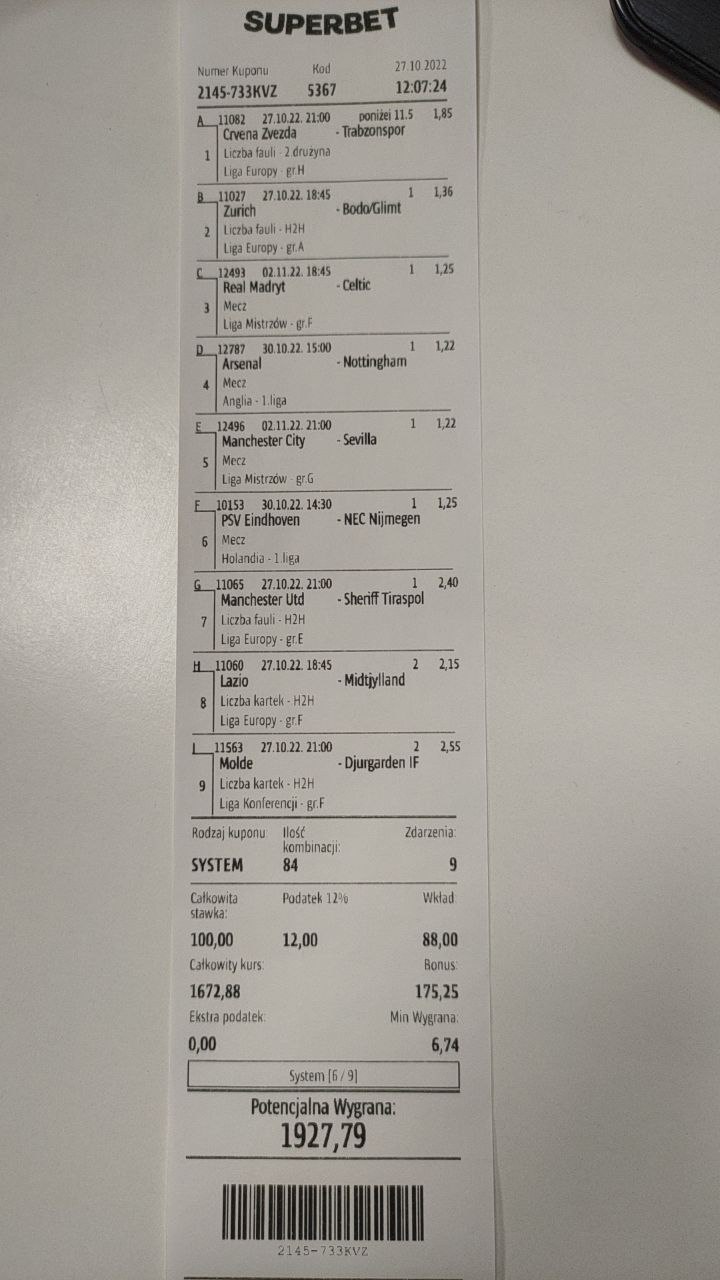 SUPERBET
Numer Kuponu Kod 27.10.2022
2145-733KVZ 5367 12:07:24
A 11082 27.10.22. 21:00 poniżej 11.5 1,85
Crvena Zvezda - Trabzonspor
1 Liczba fauli - 2.drużyna
Liga Europy - gr.H
B 11027 27.10.22. 18:45 1 1,36
Zurich - Bodo/Glimt
2 Liczba fauli - H2H
Liga Europy - gr.A
C 12493 02.11.22. 18:45 1 1,25
Real Madryt - Celtic
3 Mecz
Liga Mistrzów - gr.F
D 12787 30.10.22. 15:00 1 1,22
Arsenal - Nottingham
4 Mecz
Anglia - 1.liga
E 12496 02.11.22. 21:00 1 1,22
Manchester City - Sevilla
5 Mecz
Liga Mistrzów - gr.G
F 10153 30.10.22. 14:30 1 1,25
PSV Eindhoven - NEC Nijmegen
6 Mecz
Holandia - 1.liga
G 11065 27.10.22. 21:00 1 2,40
Manchester Utd - Sheriff Tiraspol
7 Liczba fauli - H2H
Liga Europy - gr.E
H 11060 27.10.22. 18:45 2 2,15
Lazio - Midtjylland
8 Liczba kartek - H2H
Liga Europy - gr.F
I 11563 27.10.22. 21:00 2 2,55
Molde - Djurgarden IF
9 Liczba kartek - H2H
Liga Konferencji - gr.F
Rodzaj kuponu: Ilość Zdarzenia:
kombinacji:
SYSTEM 84 9
Całkowita Podatek 12% Wkład:
stawka:
100,00 12,00 88,00
Całkowity kurs: Bonus:
1672,88 175,25
Ekstra podatek: Min Wygrana:
0,00 6,74
System [6 / 9]
Potencjalna Wygrana:
1927,79
2145-733KVZ